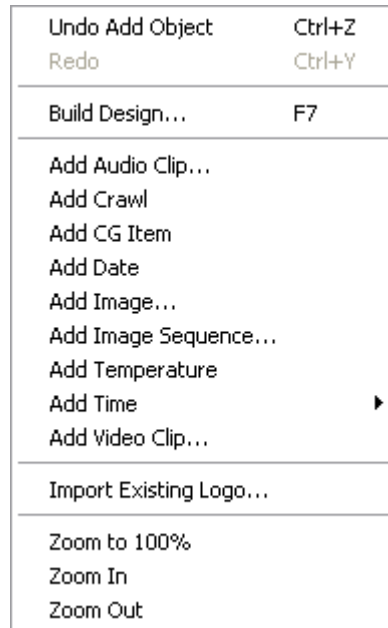 Undo Add Object Ctrl+Z
Redo Ctrl+Y
Build Design... F7
Add Audio Clip...
Add Crawl
Add CG Item
Add Date
Add Image...
Add Image Sequence...
Add Temperature
Add Time
Add Video Clip...
Import Existing Logo...
Zoom to 100%
Zoom In
Zoom Out